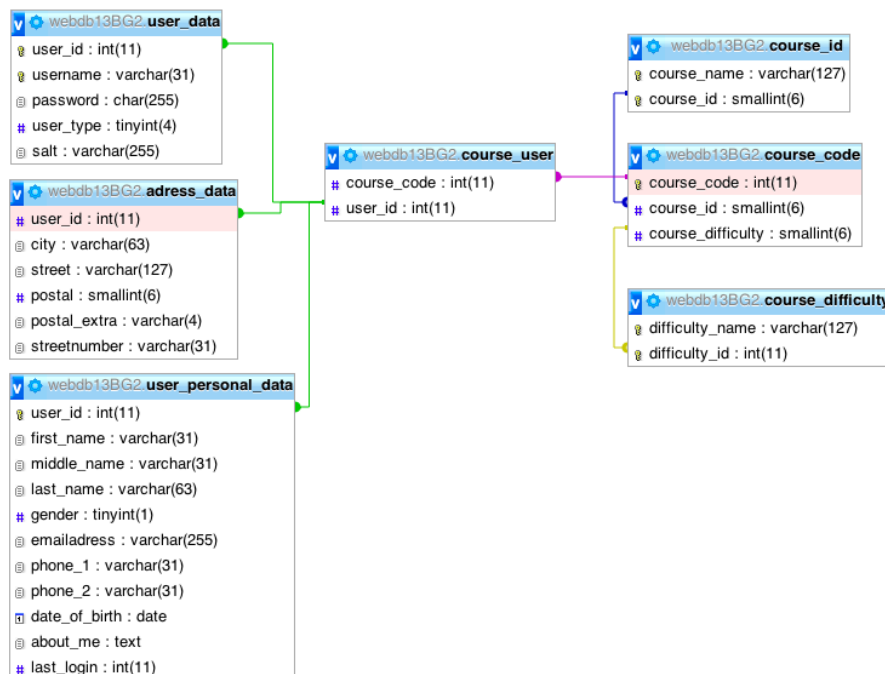 webdb13BG2.user_data
user_id : int(11)
username : varchar(31)
password : char(255)
# user_type : tinyint(4)
salt : varchar(255)
webdb13BG2.adress_data
# user_id : int(11)
city : varchar(63)
street : varchar(127)
# postal : smallint(6)
postal_extra : varchar(4)
streetnumber : varchar(31)
webdb13BG2.user_personal_data
user_id : int(11)
first_name : varchar(31)
middle_name : varchar(31)
last_name : varchar(63)
# gender : tinyint(1)
emailadress : varchar(255)
phone_1 : varchar(31)
phone_2 : varchar(31)
date_of_birth : date
about_me : text
# last_login : int(11)
webdb13BG2.course_user
# course_code : int(11)
# user_id : int(11)
webdb13BG2.course_id
course_name : varchar(127)
course_id : smallint(6)
webdb13BG2.course_code
course_code : int(11)
# course_id : smallint(6)
# course_difficulty : smallint(6)
webdb13BG2.course_difficulty
difficulty_name : varchar(127)
difficulty_id : int(11)